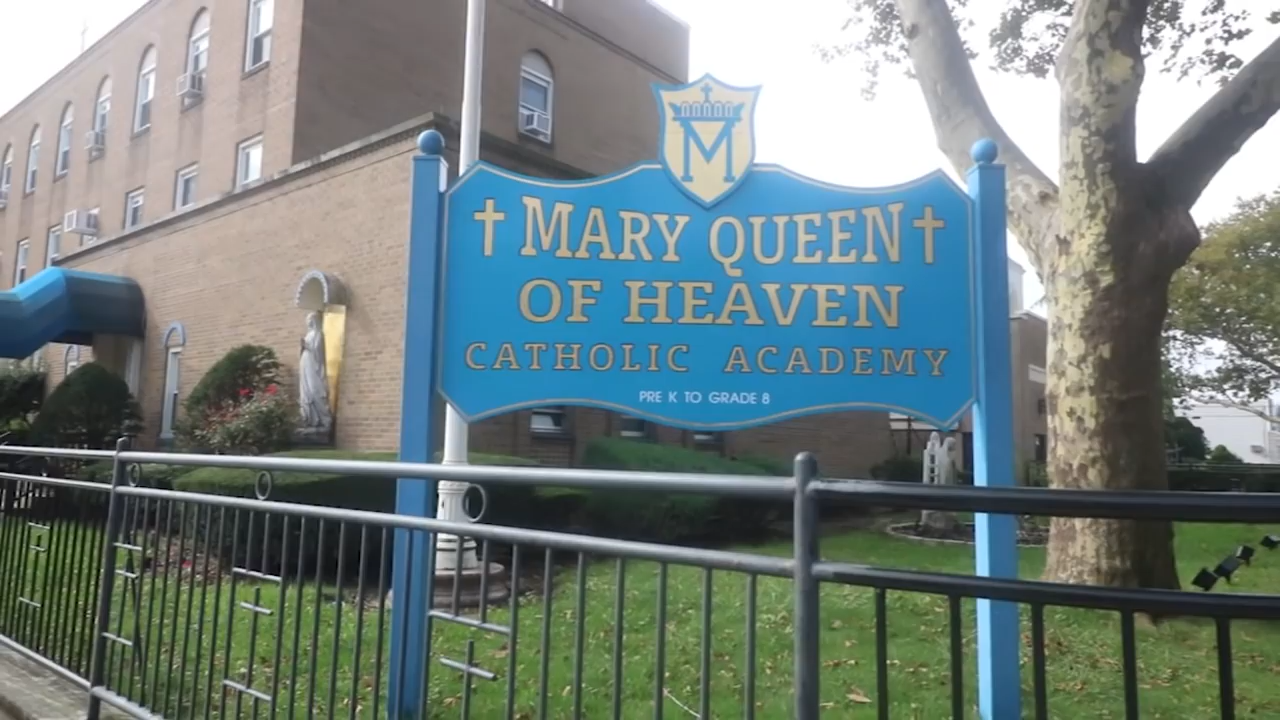 M
MARY QUEEN
OF HEAVEN
CATHOLIC ACADEMY
PRE K TO GRADE 8